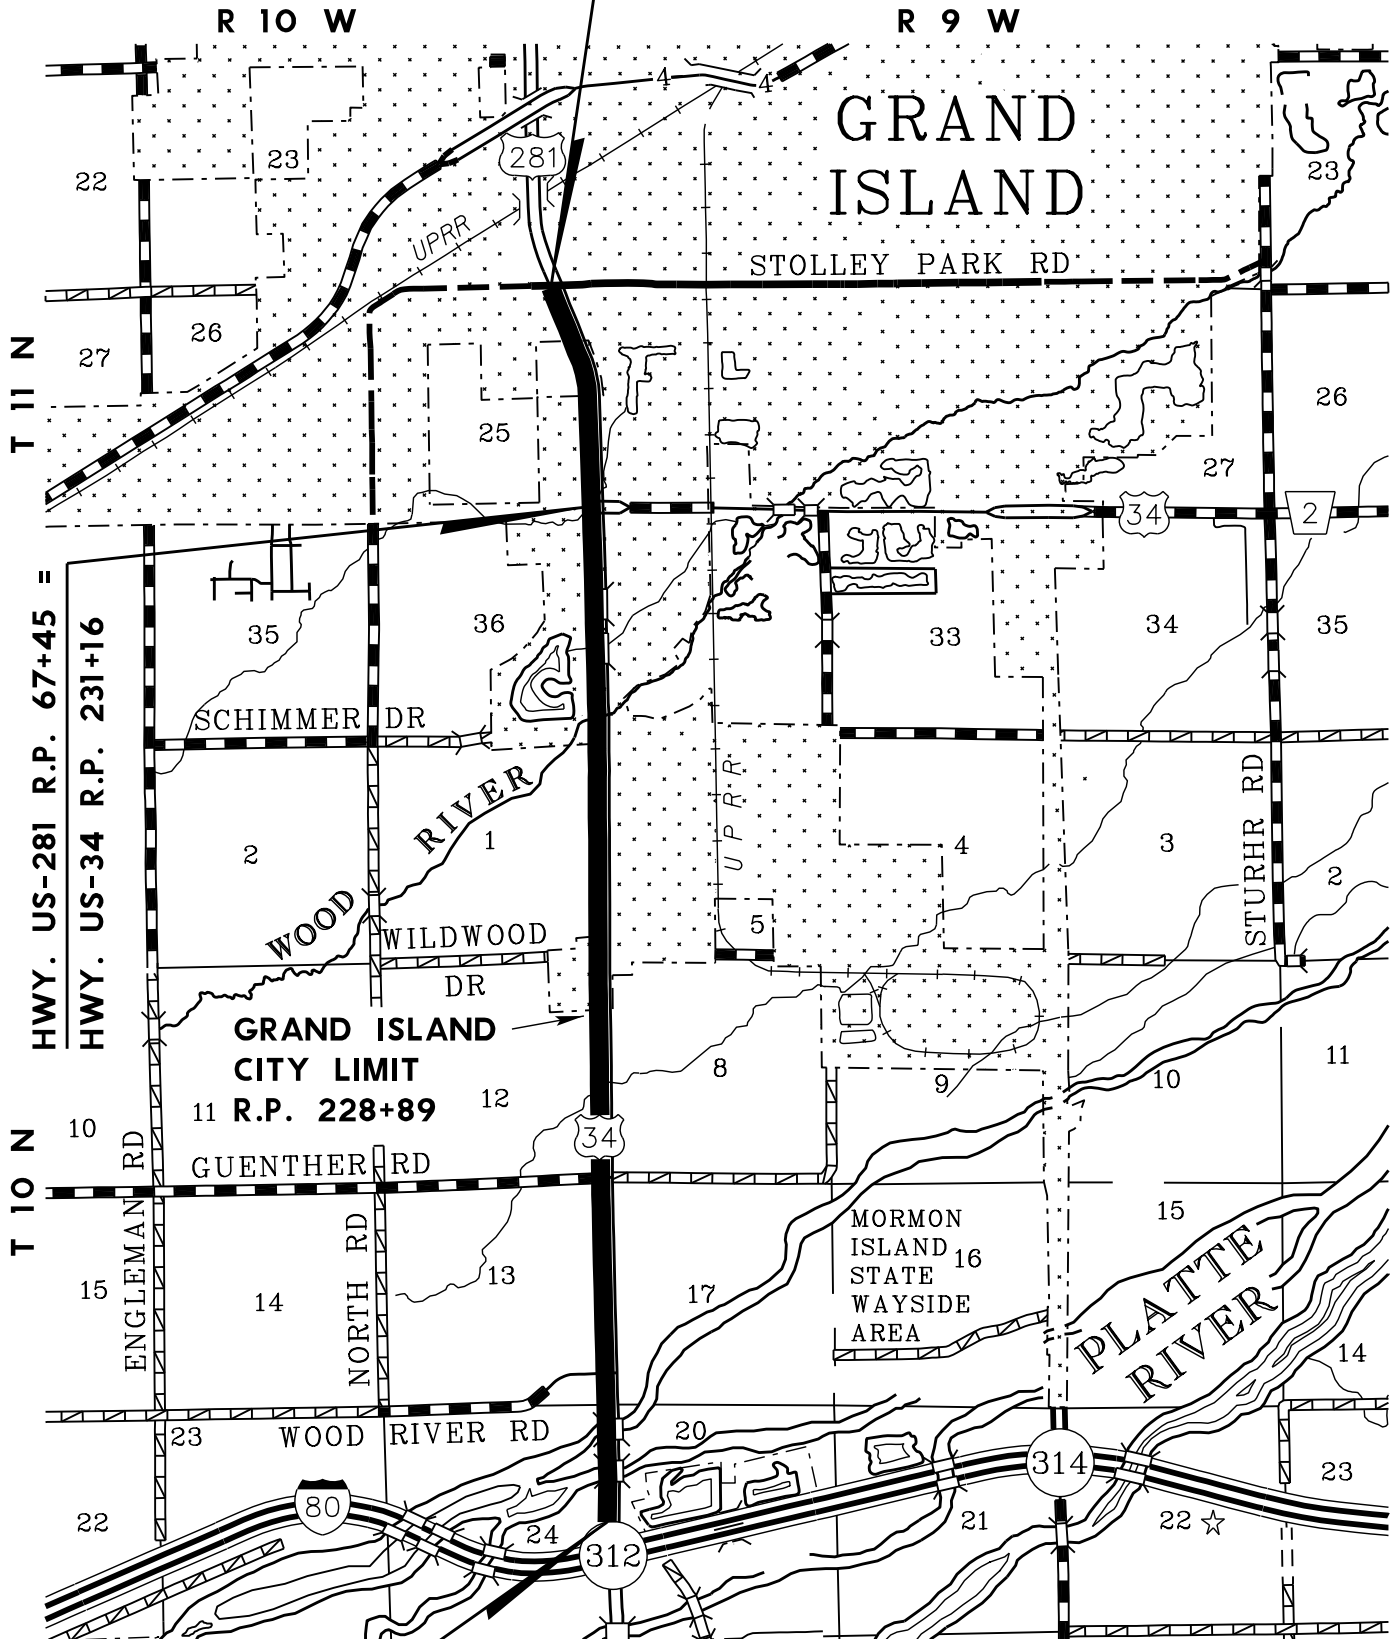 R 10 W
R 9 W
4
4
GRAND
ISLAND
281
23
22
23
UPRR
STOLLEY PARK RD
26
27
T 11 N
25
26
27
34
2
HWY. US-281 R.P. 67+45 =
HWY. US-34 R.P. 231+16
35
36
33
34
35
SCHIMMER DR
UPRR
STURHR RD
WOOD RIVER
2
1
4
3
2
5
WILDWOOD
DR
GRAND ISLAND
CITY LIMIT
R.P. 228+89
10
11
12
8
9
10
11
T 10 N
34
GUENTHER RD
ENGLEMAN RD
NORTH RD
15
14
13
17
MORMON
ISLAND
STATE
WAYSIDE
AREA
16
15
PLATTE
RIVER
14
23
WOOD RIVER RD
20
314
23
80
22
24
312
21
22